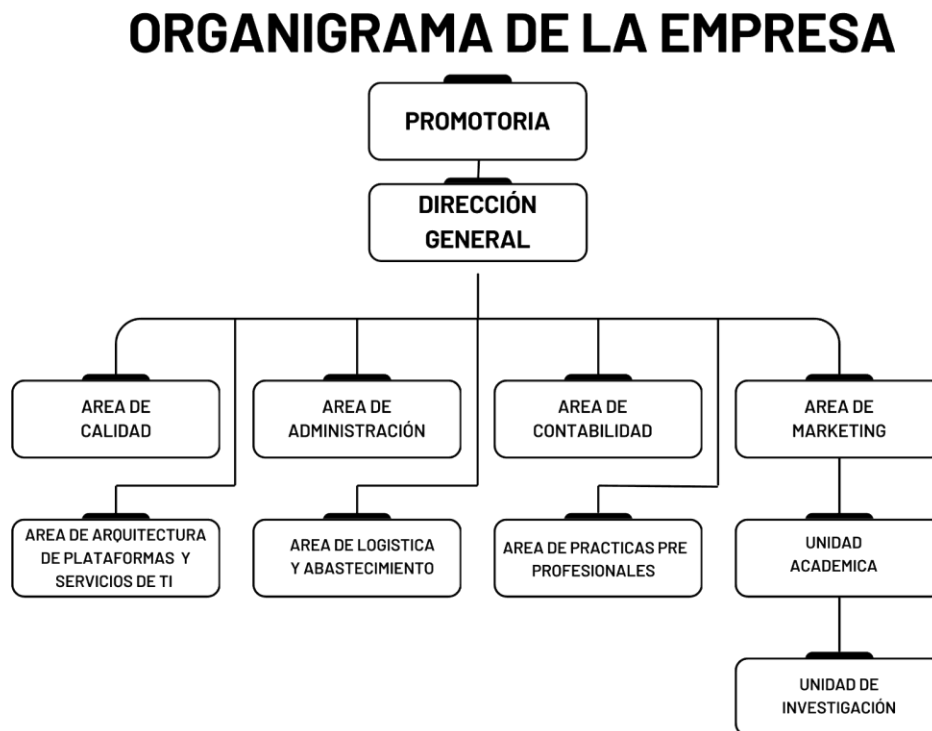 ORGANIGRAMA DE LA EMPRESA
PROMOTORIA
DIRECCIÓN
GENERAL
AREA DE
CALIDAD
AREA DE
ADMINISTRACIÓN
AREA DE
CONTABILIDAD
AREA DE
MARKETING
AREA DE ARQUITECTURA
DE PLATAFORMAS Y
SERVICIOS DE TI
AREA DE LOGISTICA
Y ABASTECIMIENTO
AREA DE PRACTICAS PRE
PROFESIONALES
UNIDAD
ACADEMICA
UNIDAD DE
INVESTIGACIÓN